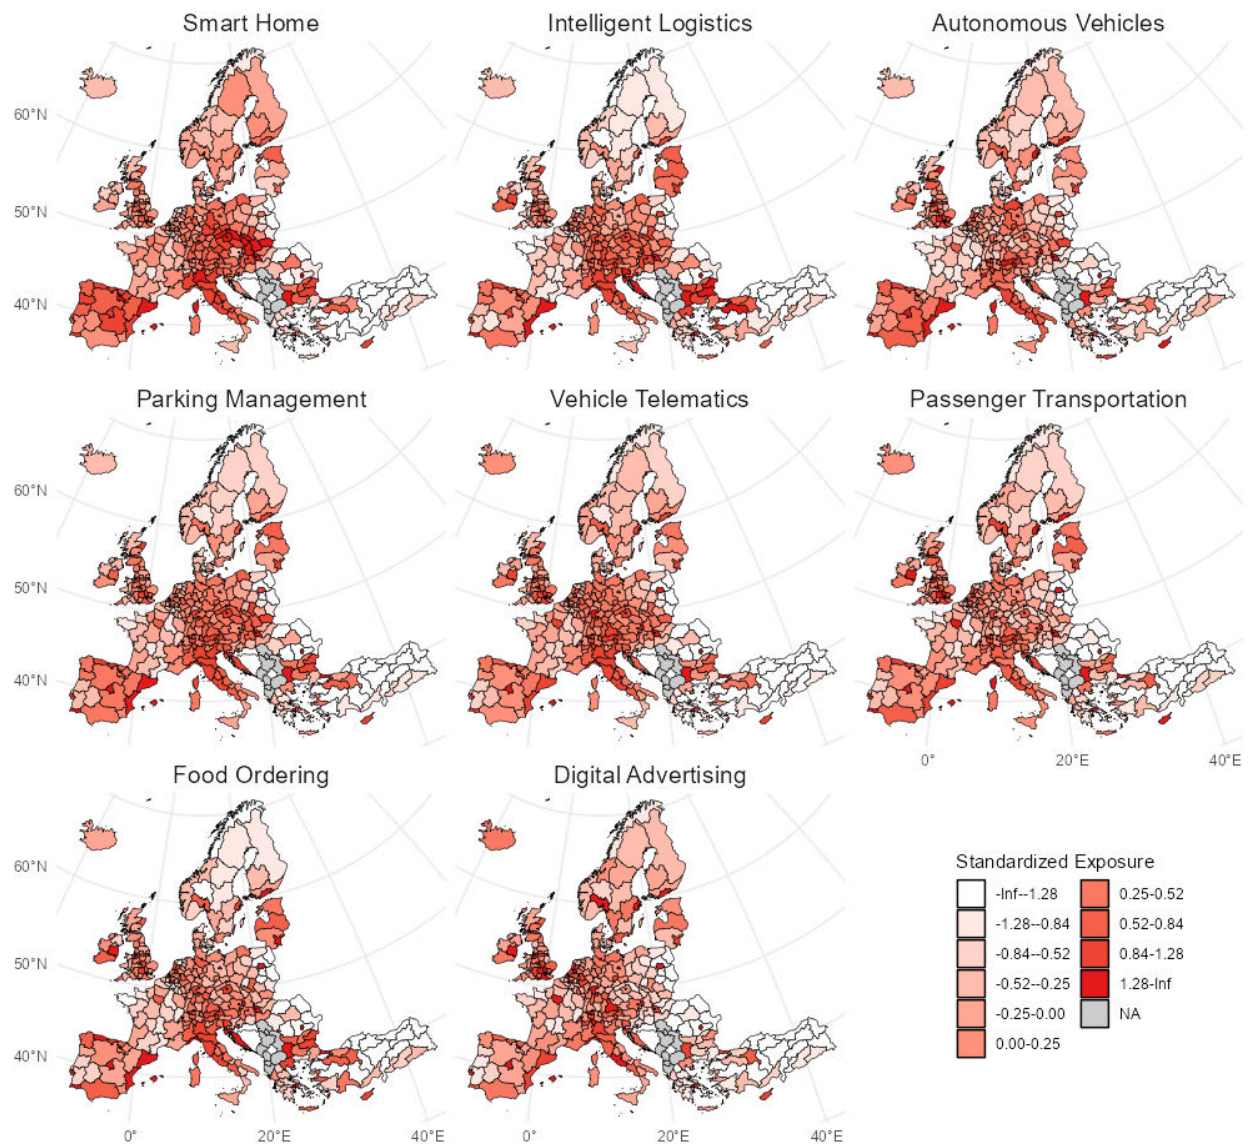 Smart Home
Intelligent Logistics
Autonomous Vehicles
60°N
50°N
40°N
Parking Management
Vehicle Telematics
Passenger Transportation
60°N
50°N
40°N
0°
20°E
40°E
Food Ordering
Digital Advertising
60°N
50°N
40°N
0°
20°E
40°E
0°
20°E
40°E
Standardized Exposure
-Inf--1.28
-1.28--0.84
-0.84--0.52
-0.52--0.25
-0.25-0.00
0.00-0.25
0.25-0.52
0.52-0.84
0.84-1.28
1.28-Inf
NA